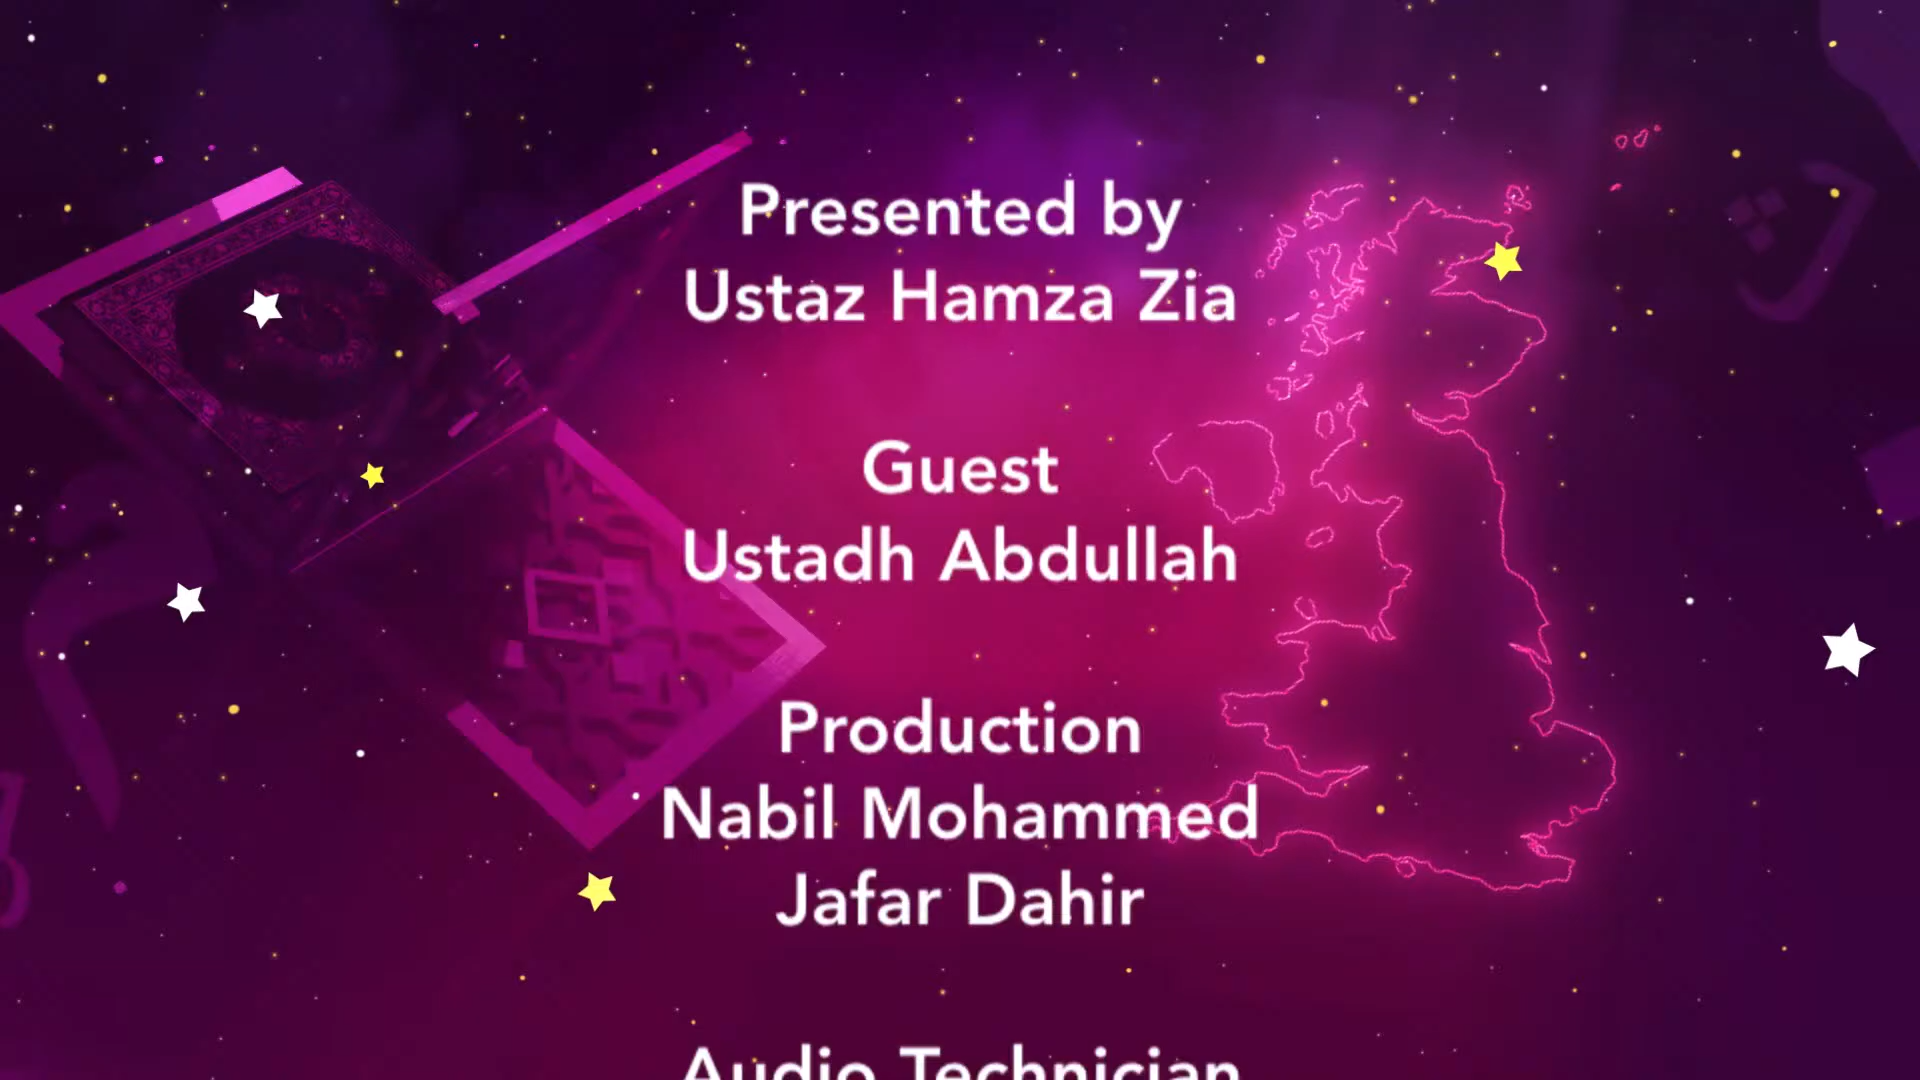 Presented by
Ustaz Hamza Zia
Guest
Ustadh Abdullah
Production
Nabil Mohammed
Jafar Dahir
Audio Technician